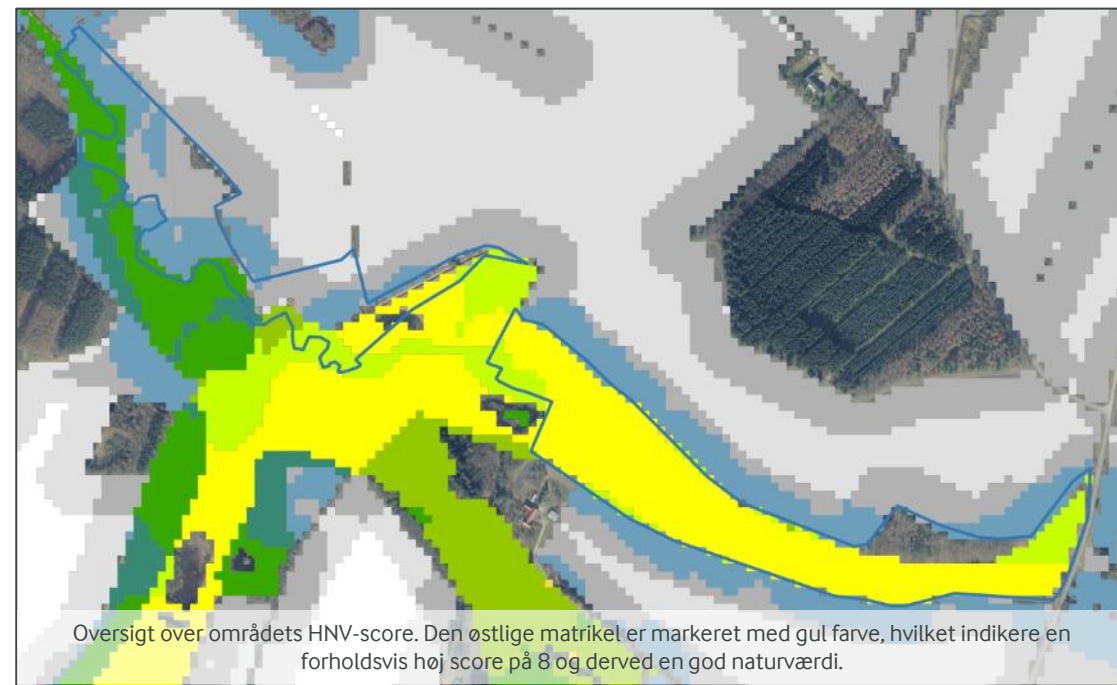 Oversigt over områdets HNV-score. Den østlige matrikel er markeret med gul farve, hvilket indikere en
forholdsvis høj score på 8 og derved en god naturværdi.